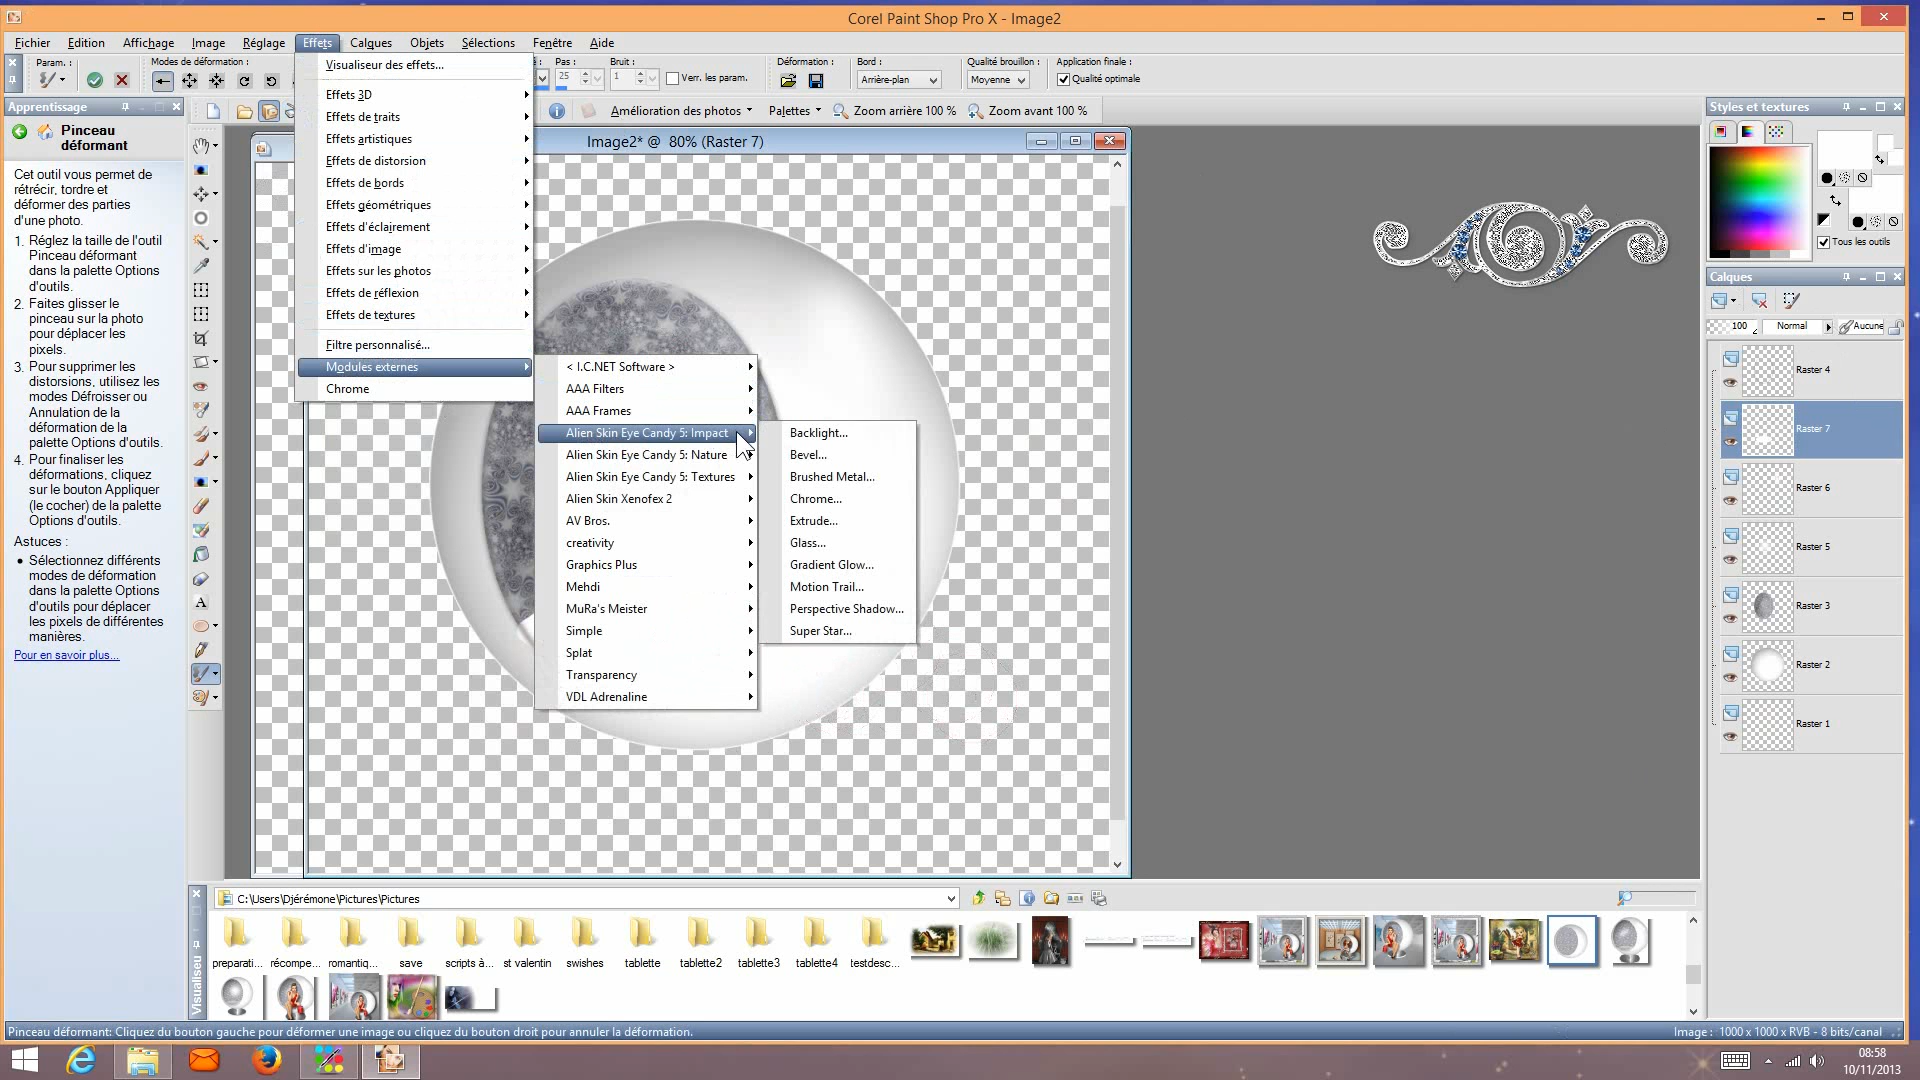 Corel Paint Shop Pro X - Image2
Fichier Edition Affichage Image Réglage Effets Calques Objets Sélections Fenêtre Aide
Param. :
Modes de déformation :
Pas :
25
Bruit :
1
Verr. les param.
Déformation :
Bord :
Arrière-plan
Qualité brouillon :
Moyenne
Application finale :
Qualité optimale
Amélioration des photos
Palettes
Zoom arrière 100 %
Zoom avant 100 %
Apprentissage
Pinceau
déformant
Cet outil vous permet de
rétrécir, tordre et
déformer des parties
d'une photo.
1. Réglez la taille de l'outil
Pinceau déformant
dans la palette Options
d'outils.
2. Faites glisser le
pinceau sur la photo
pour déplacer les
pixels.
3. Pour supprimer les
distorsions, utilisez les
modes Défroisser ou
Annulation de la
déformation de la
palette Options d'outils.
4. Pour finaliser les
déformations, cliquez
sur le bouton Appliquer
(le cocher) de la palette
Options d'outils.
Astuces :
• Sélectionnez différents
modes de déformation
dans la palette Options
d'outils pour déplacer
les pixels de différentes
manières.
Pour en savoir plus...
Visualiseur des effets...
Effets 3D
Effets de traits
Effets artistiques
Effets de distorsion
Effets de bords
Effets géométriques
Effets d'éclairement
Effets d'image
Effets sur les photos
Effets de réflexion
Effets de textures
Filtre personnalisé...
Modules externes
Chrome
Image2* @ 80% (Raster 7)
< I.C.NET Software >
AAA Filters
AAA Frames
Alien Skin Eye Candy 5: Impact
Alien Skin Eye Candy 5: Nature
Alien Skin Eye Candy 5: Textures
Alien Skin Xenofex 2
AV Bros.
creativity
Graphics Plus
Mehdi
MuRa's Meister
Simple
Splat
Transparency
VDL Adrenaline
Backlight...
Bevel...
Brushed Metal...
Chrome...
Extrude...
Glass...
Gradient Glow...
Motion Trail...
Perspective Shadow...
Super Star...
Styles et textures
Tous les outils
Calques
100
Normal
Aucune
Raster 4
Raster 7
Raster 6
Raster 5
Raster 3
Raster 2
Raster 1
Visualiseu
C:\Users\Djérémone\Pictures\Pictures
preparati... récompe... romantiq... save scripts à... st valentin swishes tablette tablette2 tablette3 tablette4 testdesc...
Pinceau déformant: Cliquez du bouton gauche pour déformer une image ou cliquez du bouton droit pour annuler la déformation.
Image : 1000 x 1000 x RVB - 8 bits/canal
08:58
10/11/2013